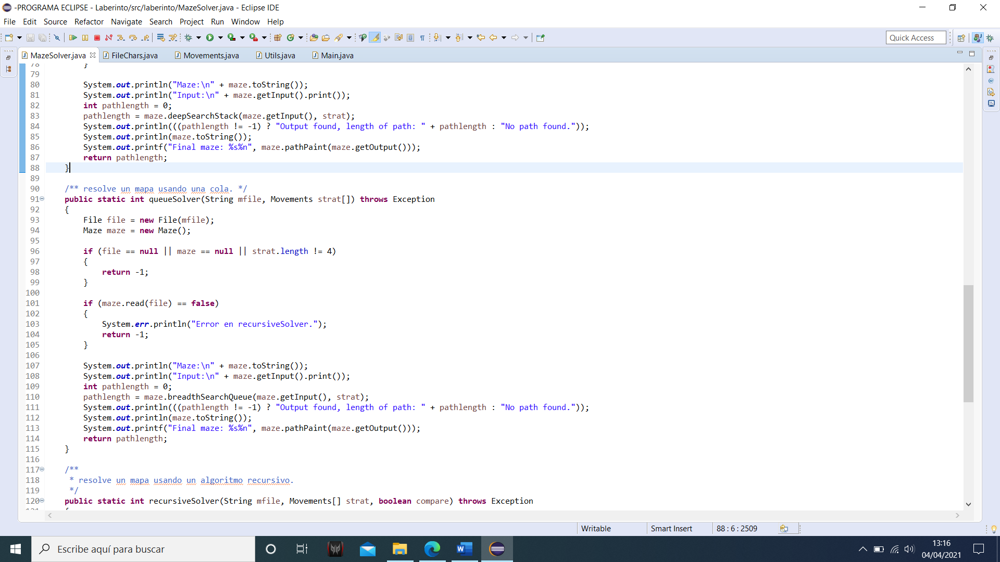 -PROGRAMA ECLIPSE - Laberinto/src/laberinto/MazeSolver.java - Eclipse IDE
File Edit Source Refactor Navigate Search Project Run Window Help
Quick Access
MazeSolver.java FileChars.java Movements.java Utils.java Main.java
78 }
79
80 System.out.println("Maze:\n" + maze.toString());
81 System.out.println("Input:\n" + maze.getInput().print());
82 int pathlength = 0;
83 pathlength = maze.deepSearchStack(maze.getInput(), strat);
84 System.out.println(((pathlength != -1) ? "Output found, length of path: " + pathlength : "No path found."));
85 System.out.println(maze.toString());
86 System.out.printf("Final maze: %s%n", maze.pathPaint(maze.getOutput()));
87 return pathlength;
88 }
89
90 /** resolve un mapa usando una cola. */
91 public static int queueSolver(String mfile, Movements strat[]) throws Exception
92 {
93 File file = new File(mfile);
94 Maze maze = new Maze();
95
96 if (file == null || maze == null || strat.length != 4)
97 {
98 return -1;
99 }
100
101 if (maze.read(file) == false)
102 {
103 System.err.println("Error en recursiveSolver.");
104 return -1;
105 }
106
107 System.out.println("Maze:\n" + maze.toString());
108 System.out.println("Input:\n" + maze.getInput().print());
109 int pathlength = 0;
110 pathlength = maze.breadthSearchQueue(maze.getInput(), strat);
111 System.out.println(((pathlength != -1) ? "Output found, length of path: " + pathlength : "No path found."));
112 System.out.println(maze.toString());
113 System.out.printf("Final maze: %s%n", maze.pathPaint(maze.getOutput()));
114 return pathlength;
115 }
116
117 /**
118 * resolve un mapa usando un algoritmo recursivo.
119 */
120 public static int recursiveSolver(String mfile, Movements[] strat, boolean compare) throws Exception
Writable Smart Insert 88 : 6 : 2509
Escribe aquí para buscar
13:16
04/04/2021